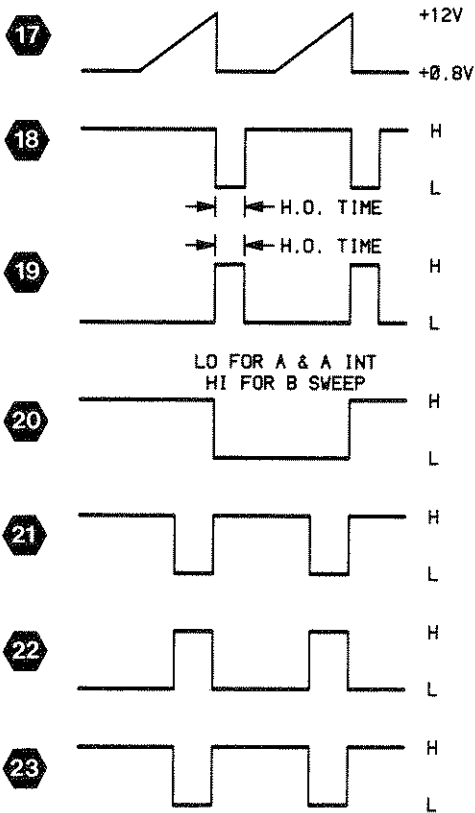 17
+12V
+0.8V
18
H
L
H.O. TIME
H.O. TIME
19
H
L
LO FOR A & A INT
HI FOR B SWEEP
20
H
L
21
H
L
22
H
L
23
H
L